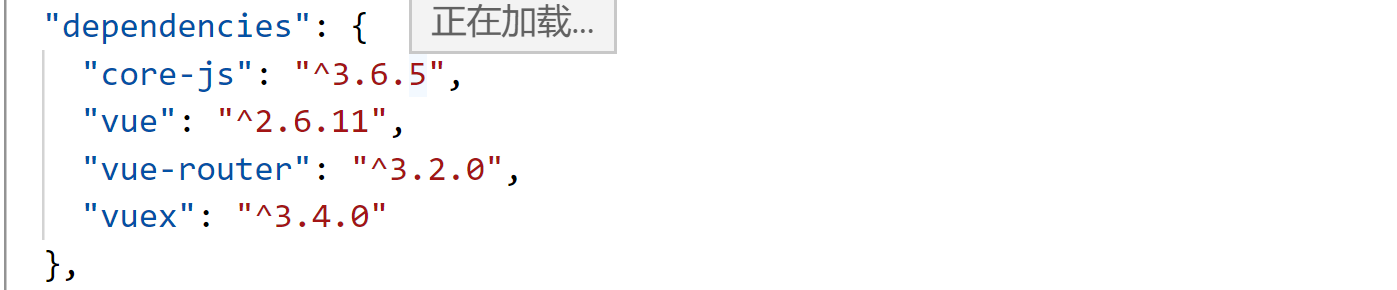 "dependencies": {
正在加载...
"core-js": "^3.6.5",
"vue": "^2.6.11",
"vue-router": "^3.2.0",
"vuex": "^3.4.0"
},